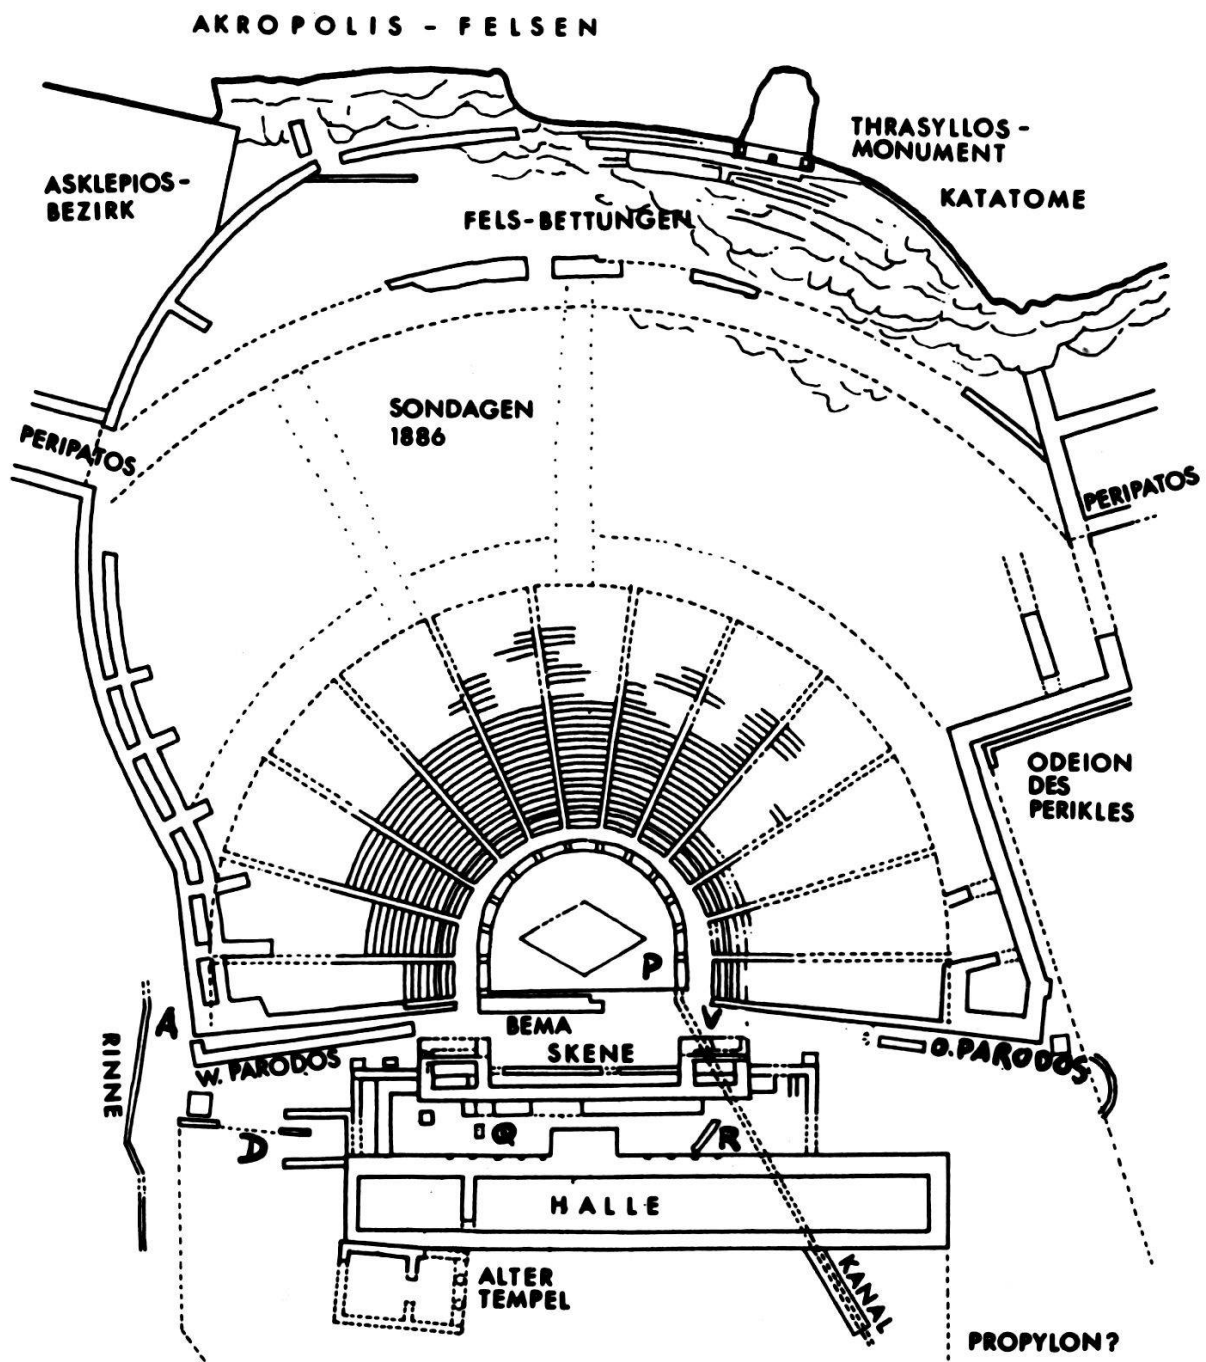 AKROPOLIS - FELSEN
THRASYLLOS-
MONUMENT
ASKLEPIOS-
BEZIRK
KATATOME
FELS-BETTUNGEN
SONDAGEN
1886
PERIPATOS
PERIPATOS
ODEION
DES
PERIKLES
P
A
V
BEMA
RINNE
SKENE
W. PARODOS
O. PARODOS
D
Q
R
HALLE
KANAL
ALTER
TEMPEL
PROPYLON?